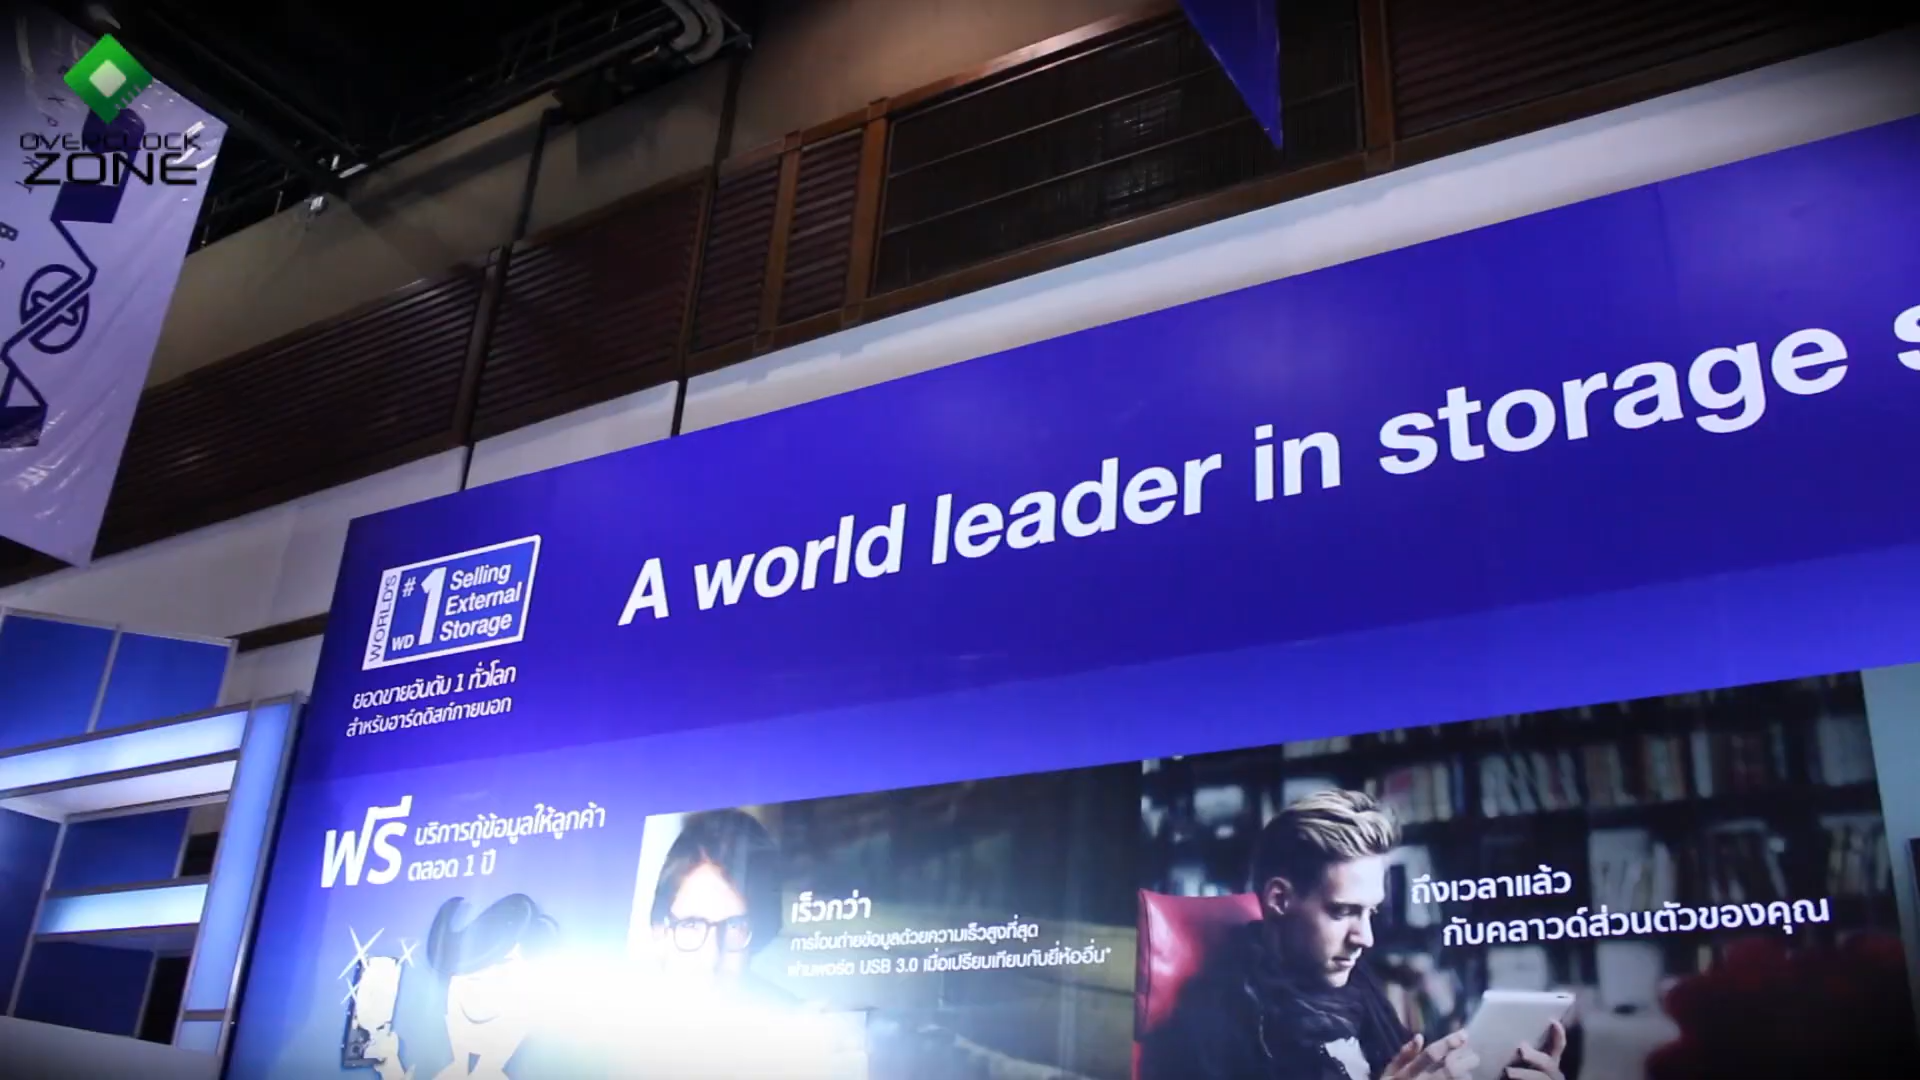 OVERCLOCK
ZONE
A world leader in storage s
WORLD'S
#1
WD
Selling
External
Storage
ยอดขายอันดับ 1 ทั่วโลก
สำหรับฮาร์ดดิสก์ภายนอก
ฟรี บริการกู้ข้อมูลให้ลูกค้า
ตลอด 1 ปี
เร็วกว่า
การโอนถ่ายข้อมูลด้วยความเร็วสูงที่สุด
ผ่านพอร์ต USB 3.0 เมื่อเปรียบเทียบกับยี่ห้ออื่น*
ถึงเวลาแล้ว
กับคลาวด์ส่วนตัวของคุณ